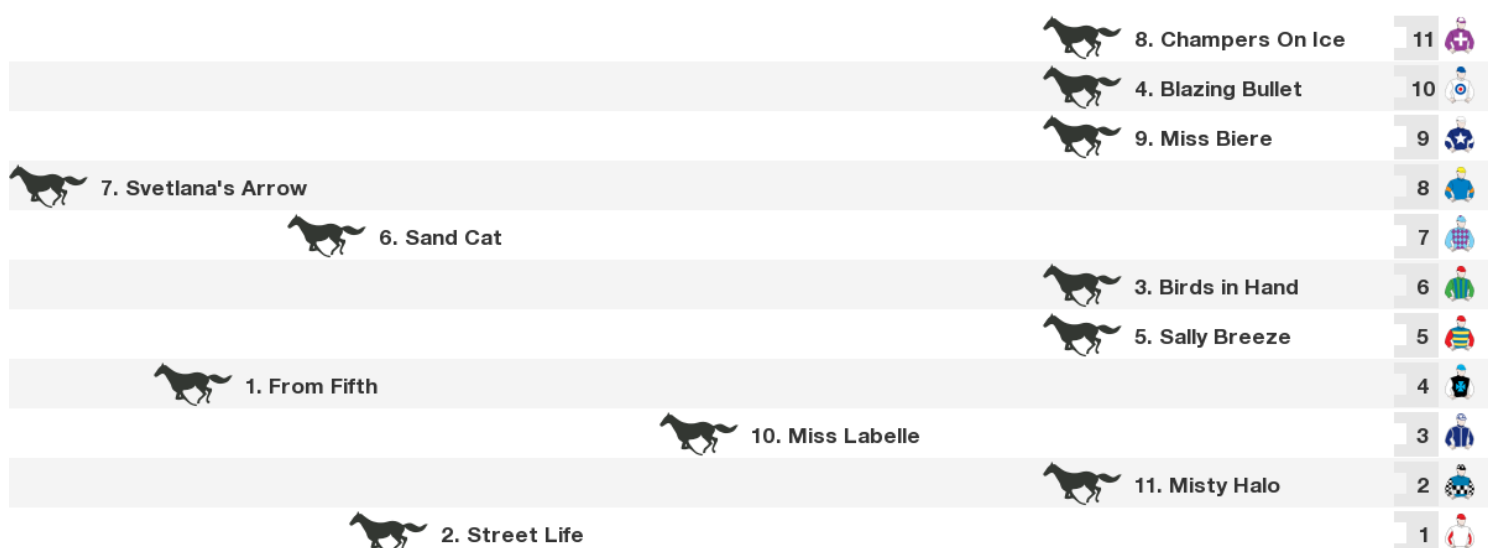 8. Champers On Ice 11
4. Blazing Bullet 10
9. Miss Biere 9
7. Svetlana's Arrow 8
6. Sand Cat 7
3. Birds in Hand 6
5. Sally Breeze 5
1. From Fifth 4
10. Miss Labelle 3
11. Misty Halo 2
2. Street Life 1